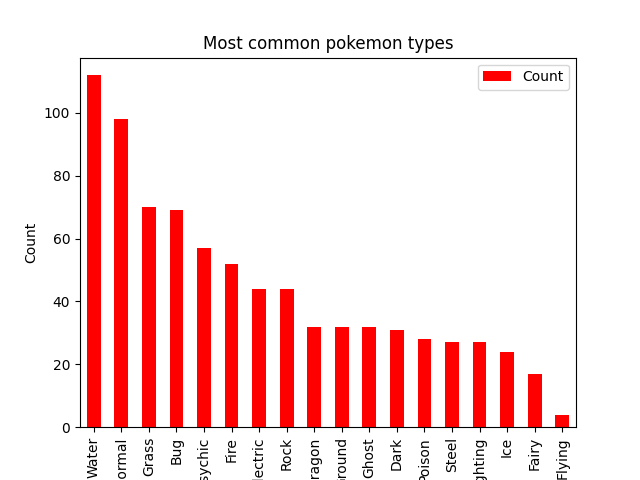 Most common pokemon types
Count
Count
100
80
60
40
20
0
Water
ormal
Grass
Bug
sychic
Fire
lectric
Rock
ragon
round
Ghost
Dark
Poison
Steel
ghting
Ice
Fairy
Flying